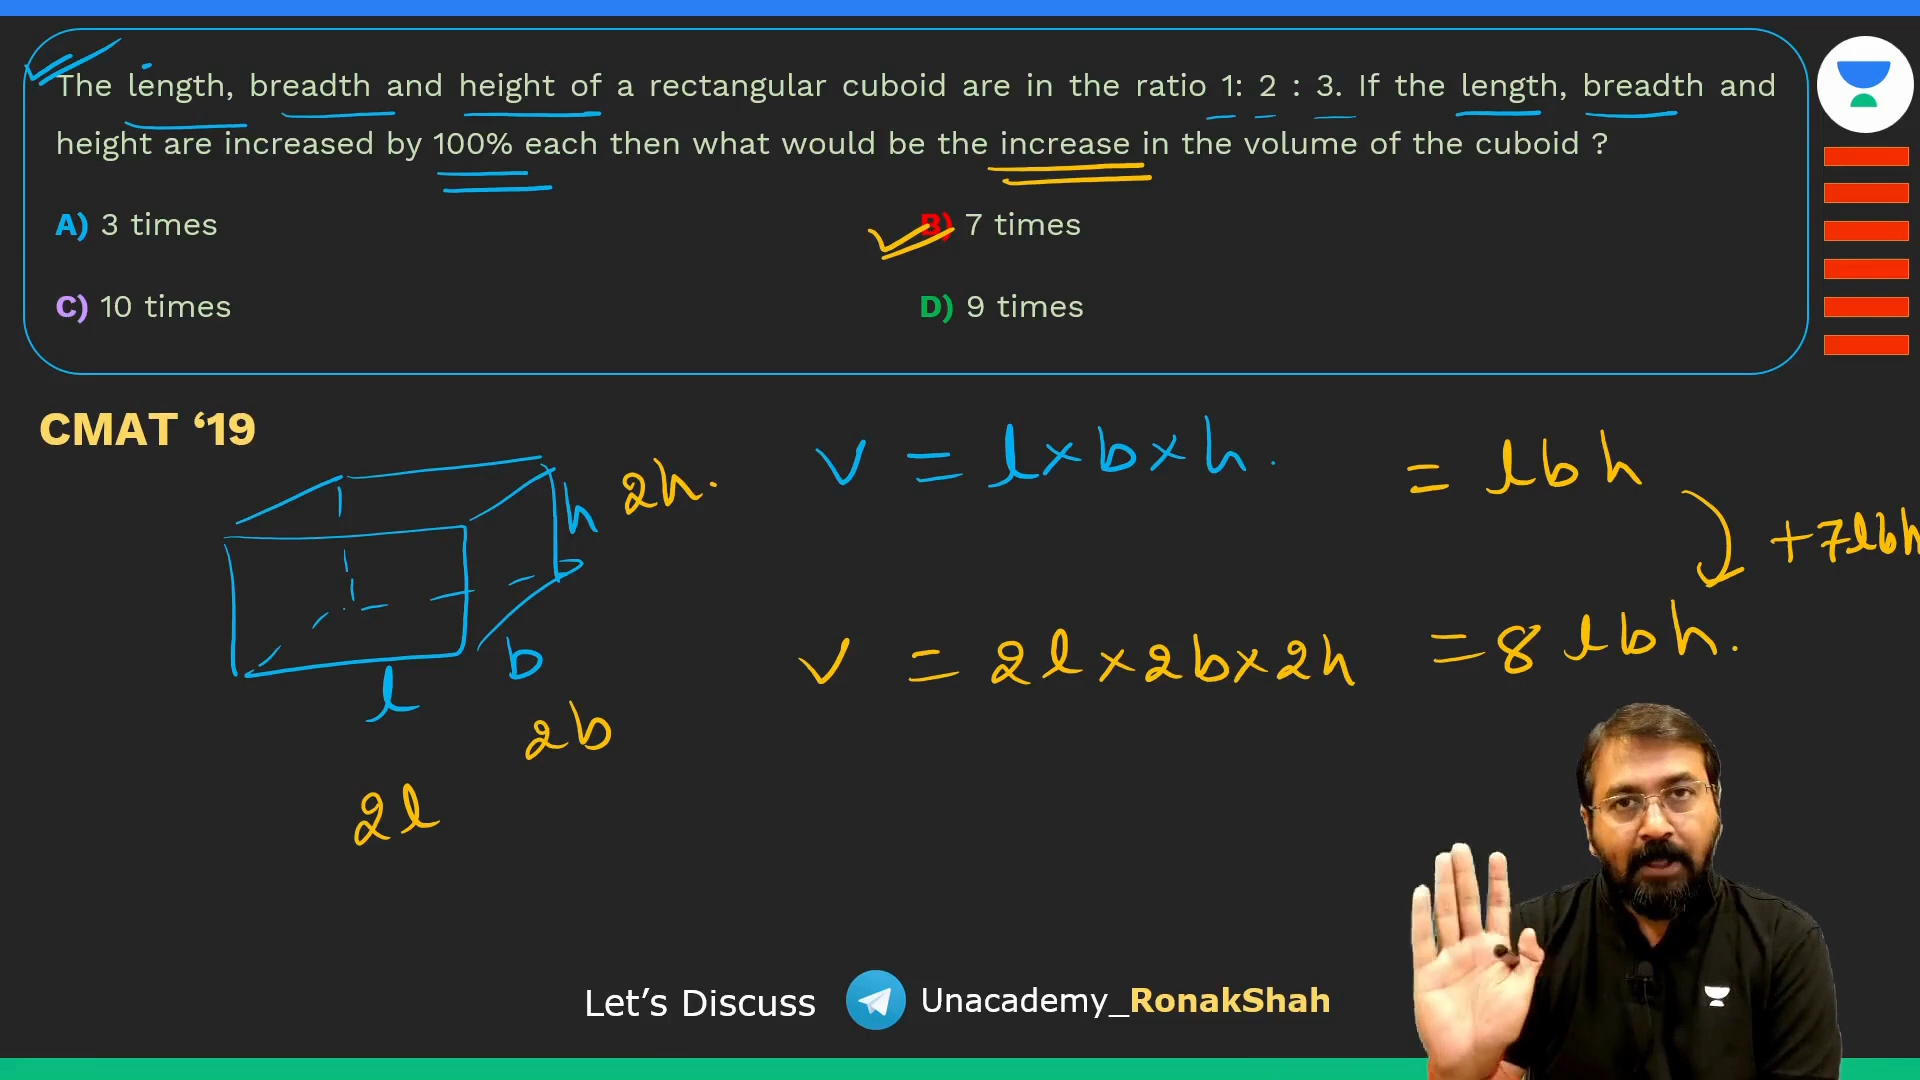 The length, breadth and height of a rectangular cuboid are in the ratio 1: 2 : 3. If the length, breadth and
height are increased by 100% each then what would be the increase in the volume of the cuboid ?
A) 3 times
B) 7 times
C) 10 times
D) 9 times
CMAT ‘19
V = l × b × h.
= lbh
h 2h.
+7lbh
V = 2l × 2b × 2h
= 8 lbh.
b
l
2b
2l
Let’s Discuss
Unacademy_RonakShah